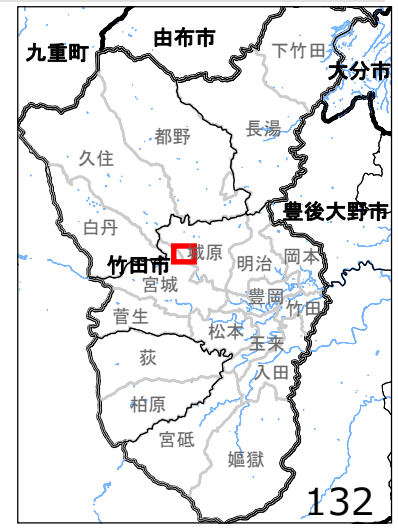 由布市
九重町
下竹田
大分市
都野
長湯
久住
白丹
豊後大野市
城原
竹田市
明治
岡本
宮城
豊岡
竹田
菅生
松本
玉来
荻
入田
柏原
宮砥
嫗獄
132